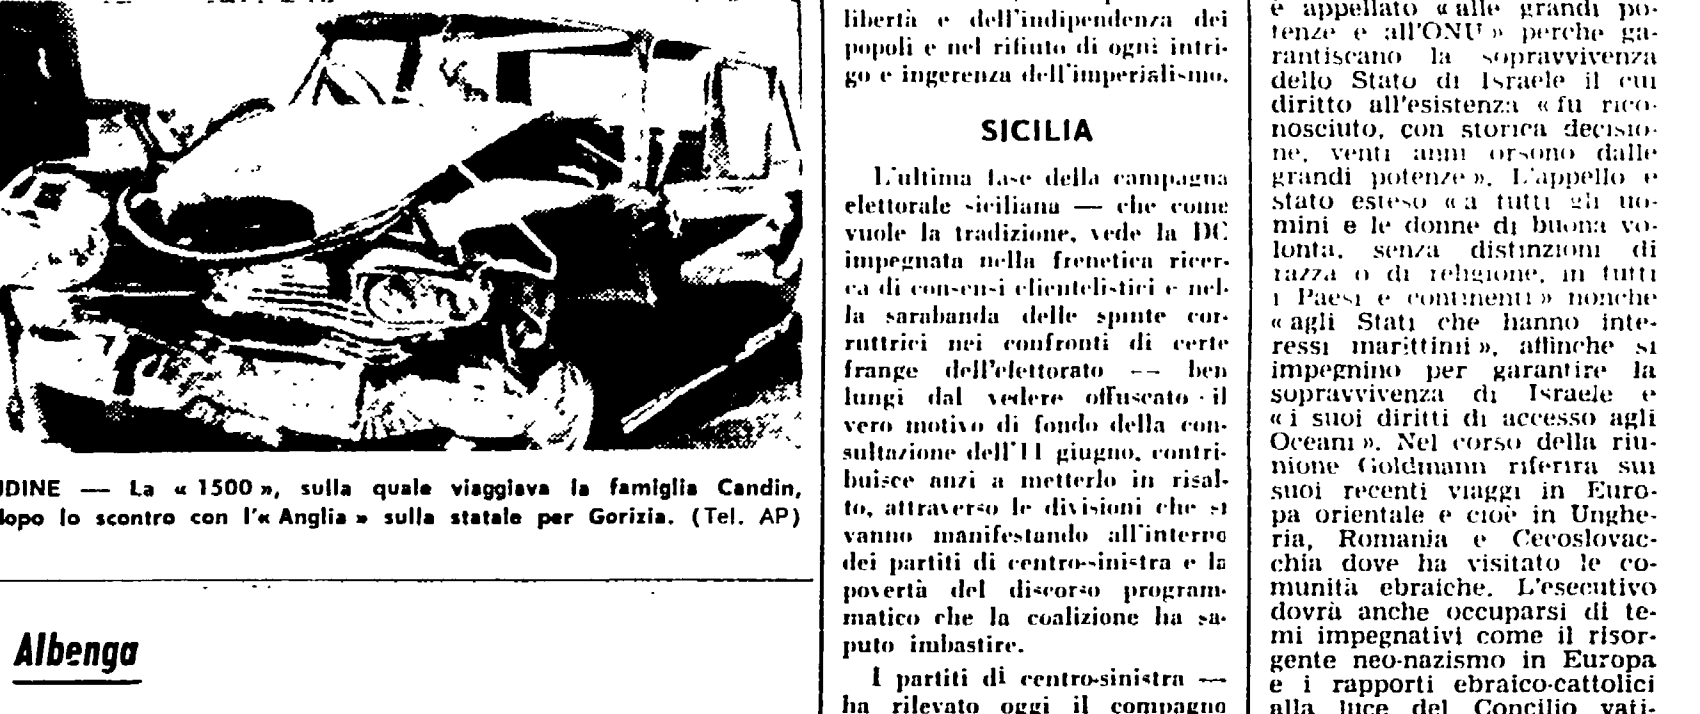 UDINE — La « 1500 », sulla quale viaggiava la famiglia Candin,
dopo lo scontro con l'« Anglia » sulla statale per Gorizia. (Tel. AP)
Albenga
libertà e dell'indipendenza dei
popoli e nel rifiuto di ogni intri-
go e ingerenza dell'imperialismo.
SICILIA
L'ultima fase della campagna
elettorale siciliana — che come
vuole la tradizione, vede la DC
impegnata nella frenetica ricer-
ca di consensi clientelistici e nel-
la sarabanda delle spinte cor-
ruttrici nei confronti di certe
frange dell'elettorato — ben
lungi dal vedere offuscato il
vero motivo di fondo della con-
sultazione dell'11 giugno, contri-
buisce anzi a metterlo in risal-
to, attraverso le divisioni che si
vanno manifestando all'interno
dei partiti di centro-sinistra e la
povertà del discorso program-
matico che la coalizione ha sa-
puto imbastire.
I partiti di centro-sinistra —
ha rilevato oggi il compagno
è appellato « alle grandi po-
tenze e all'ONU » perche ga-
rantiscano la sopravvivenza
dello Stato di Israele il cui
diritto all'esistenza « fu rico-
nosciuto, con storica decisio-
ne, venti anni orsono dalle
grandi potenze ». L'appello e
stato esteso « a tutti gli uo-
mini e le donne di buona vo-
lonta, senza distinzioni di
razza o di religione, in tutti
i Paesi e continenti » nonche
« agli Stati che hanno inte-
ressi marittimi », affinche si
impegnino per garantire la
sopravvivenza di Israele e
« i suoi diritti di accesso agli
Oceani ». Nel corso della riu-
nione Goldmann riferira sui
suoi recenti viaggi in Euro-
pa orientale e cioè in Unghe-
ria, Romania e Cecoslovac-
chia dove ha visitato le co-
munità ebraiche. L'esecutivo
dovrà anche occuparsi di te-
mi impegnativi come il risor-
gente neo-nazismo in Europa
e i rapporti ebraico-cattolici
alla luce del Concilio vati-